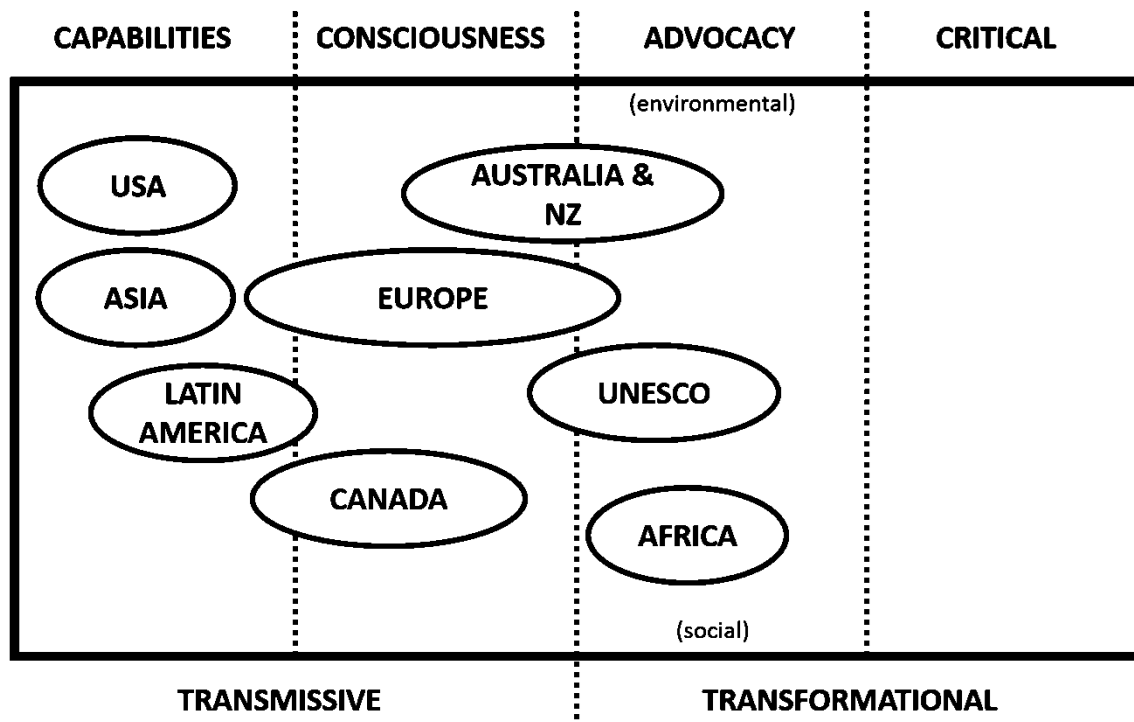 CAPABILITIES CONSCIOUSNESS ADVOCACY CRITICAL
(environmental)
USA
AUSTRALIA &
NZ
ASIA
EUROPE
LATIN
AMERICA
UNESCO
CANADA
AFRICA
(social)
TRANSMISSIVE TRANSFORMATIONAL